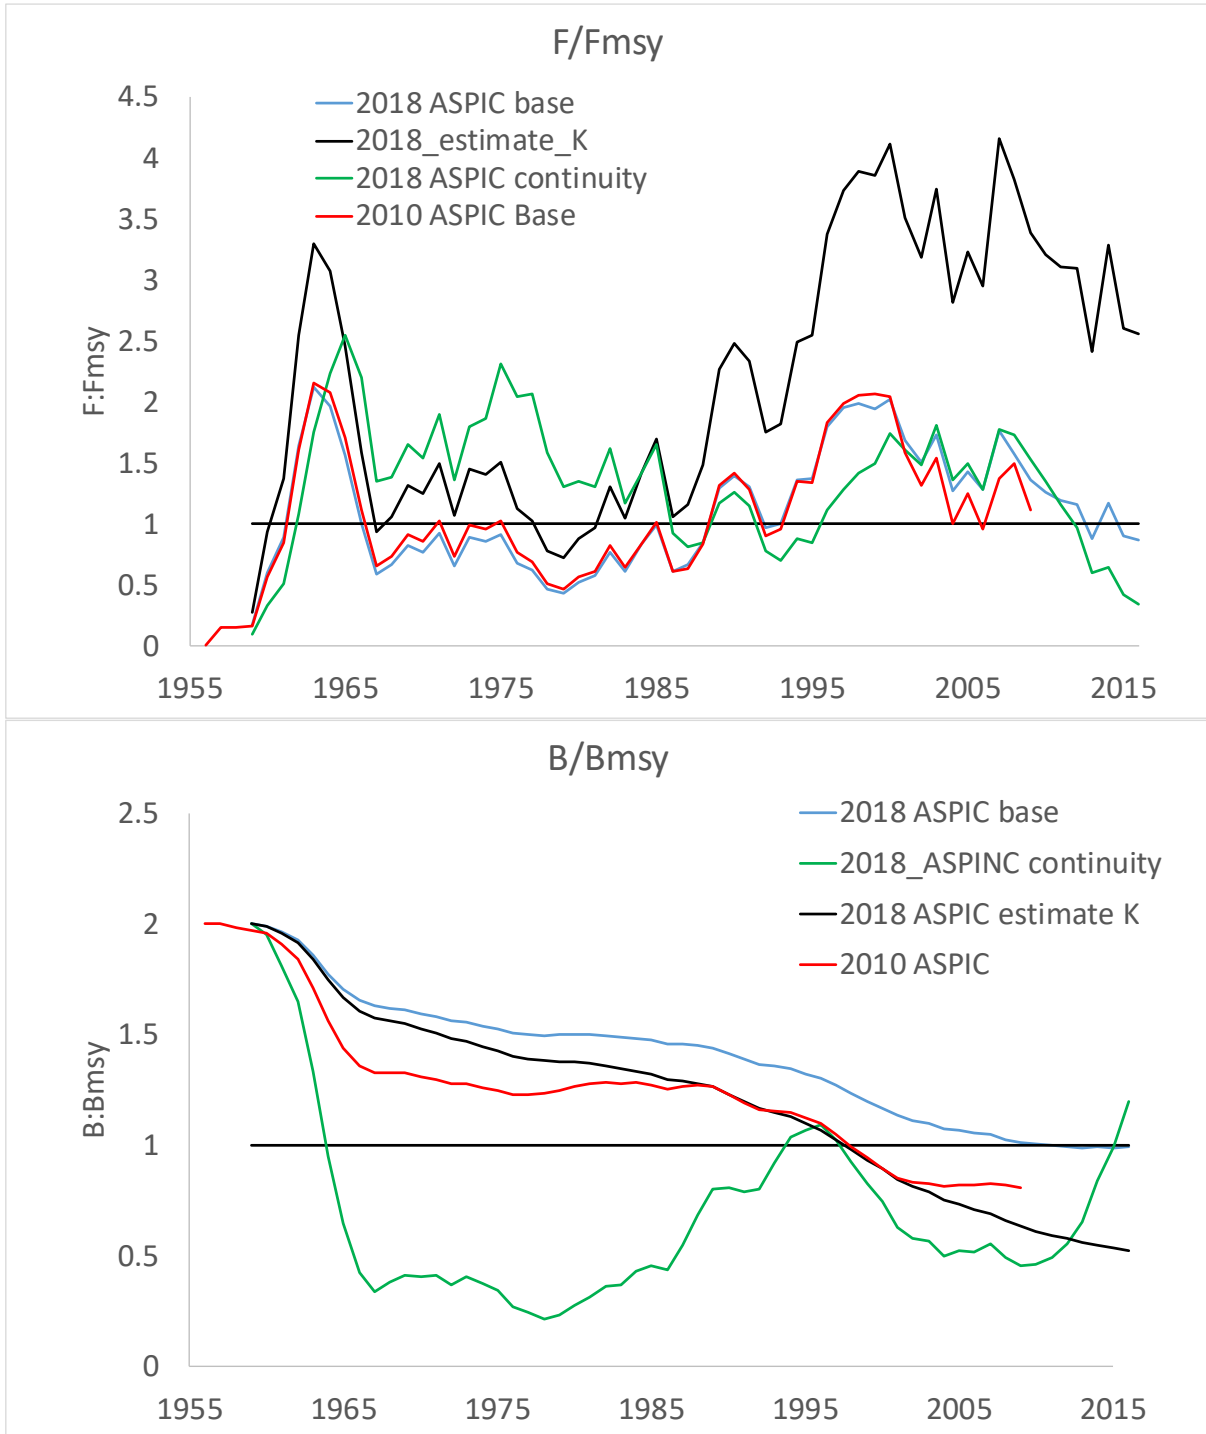 F/Fmsy
2018 ASPIC base
2018_estimate_K
2018 ASPIC continuity
2010 ASPIC Base
F:Fmsy
4.5
4
3.5
3
2.5
2
1.5
1
0.5
0
1955 1965 1975 1985 1995 2005 2015
B/Bmsy
2018 ASPIC base
2018_ASPINC continuity
2018 ASPIC estimate K
2010 ASPIC
B:Bmsy
2.5
2
1.5
1
0.5
0
1955 1965 1975 1985 1995 2005 2015